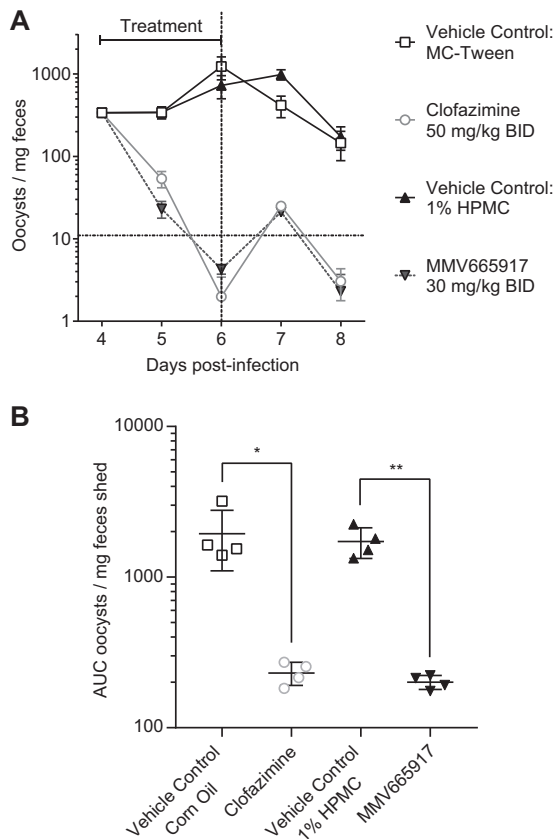 A
Treatment
1000
100
10
1
4
5
6
7
8
Oocysts / mg feces
Days post-infection
Vehicle Control:
MC-Tween
Clofazimine
50 mg/kg BID
Vehicle Control:
1% HPMC
MMV665917
30 mg/kg BID
B
10000
1000
100
AUC oocysts / mg feces shed
*
**
Vehicle Control
Corn Oil
Clofazimine
Vehicle Control
1% HPMC
MMV665917